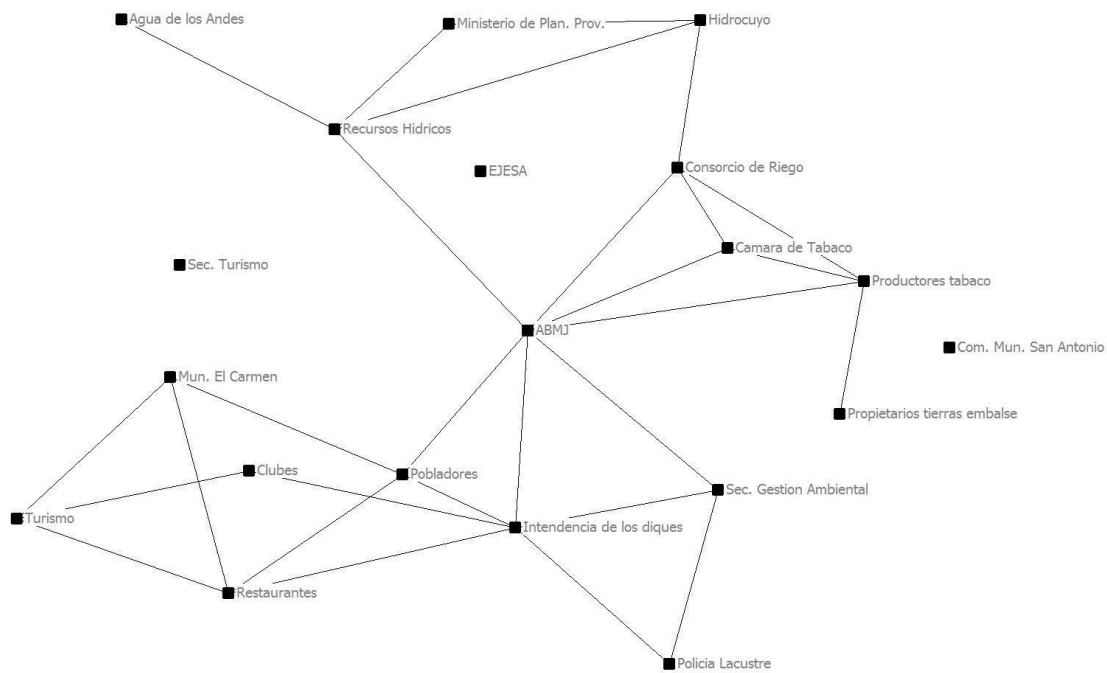 Agua de los Andes
Ministerio de Plan. Prov.
Hidrocuyo
Recursos Hidricos
EJESA
Consorcio de Riego
Camara de Tabaco
Sec. Turismo
Productores tabaco
ABMJ
Com. Mun. San Antonio
Mun. El Carmen
Propietarios tierras embalse
Clubes
Pobladores
Sec. Gestion Ambiental
Turismo
Intendencia de los diques
Restaurantes
Policia Lacustre